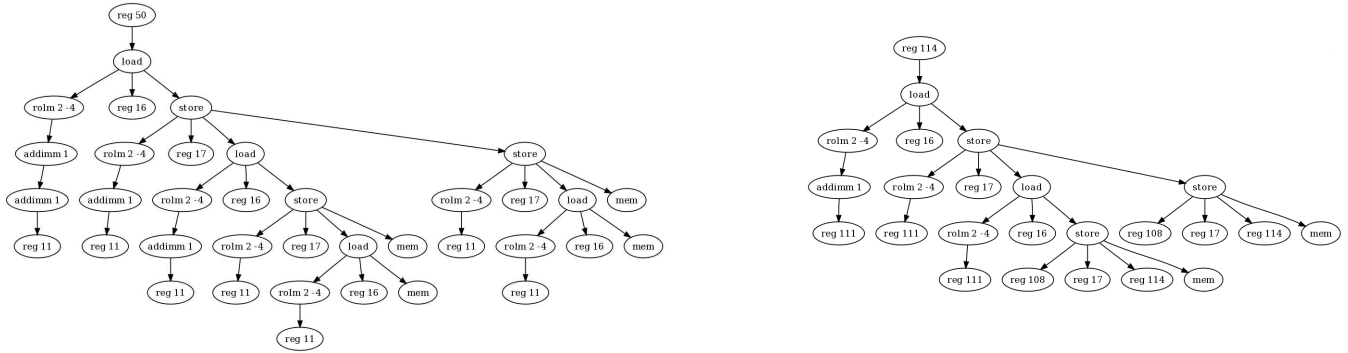 reg 50
load
rolm 2 -4
reg 16
store
addimm 1
rolm 2 -4
reg 17
load
store
addimm 1
addimm 1
rolm 2 -4
reg 16
store
rolm 2 -4
reg 17
load
mem
reg 11
reg 11
addimm 1
rolm 2 -4
reg 17
load
mem
reg 11
rolm 2 -4
reg 16
mem
reg 11
reg 11
rolm 2 -4
reg 16
mem
reg 11
reg 11
reg 114
load
rolm 2 -4
reg 16
store
addimm 1
rolm 2 -4
reg 17
load
store
reg 111
reg 111
rolm 2 -4
reg 16
store
reg 108
reg 17
reg 114
mem
reg 111
reg 108
reg 17
reg 114
mem